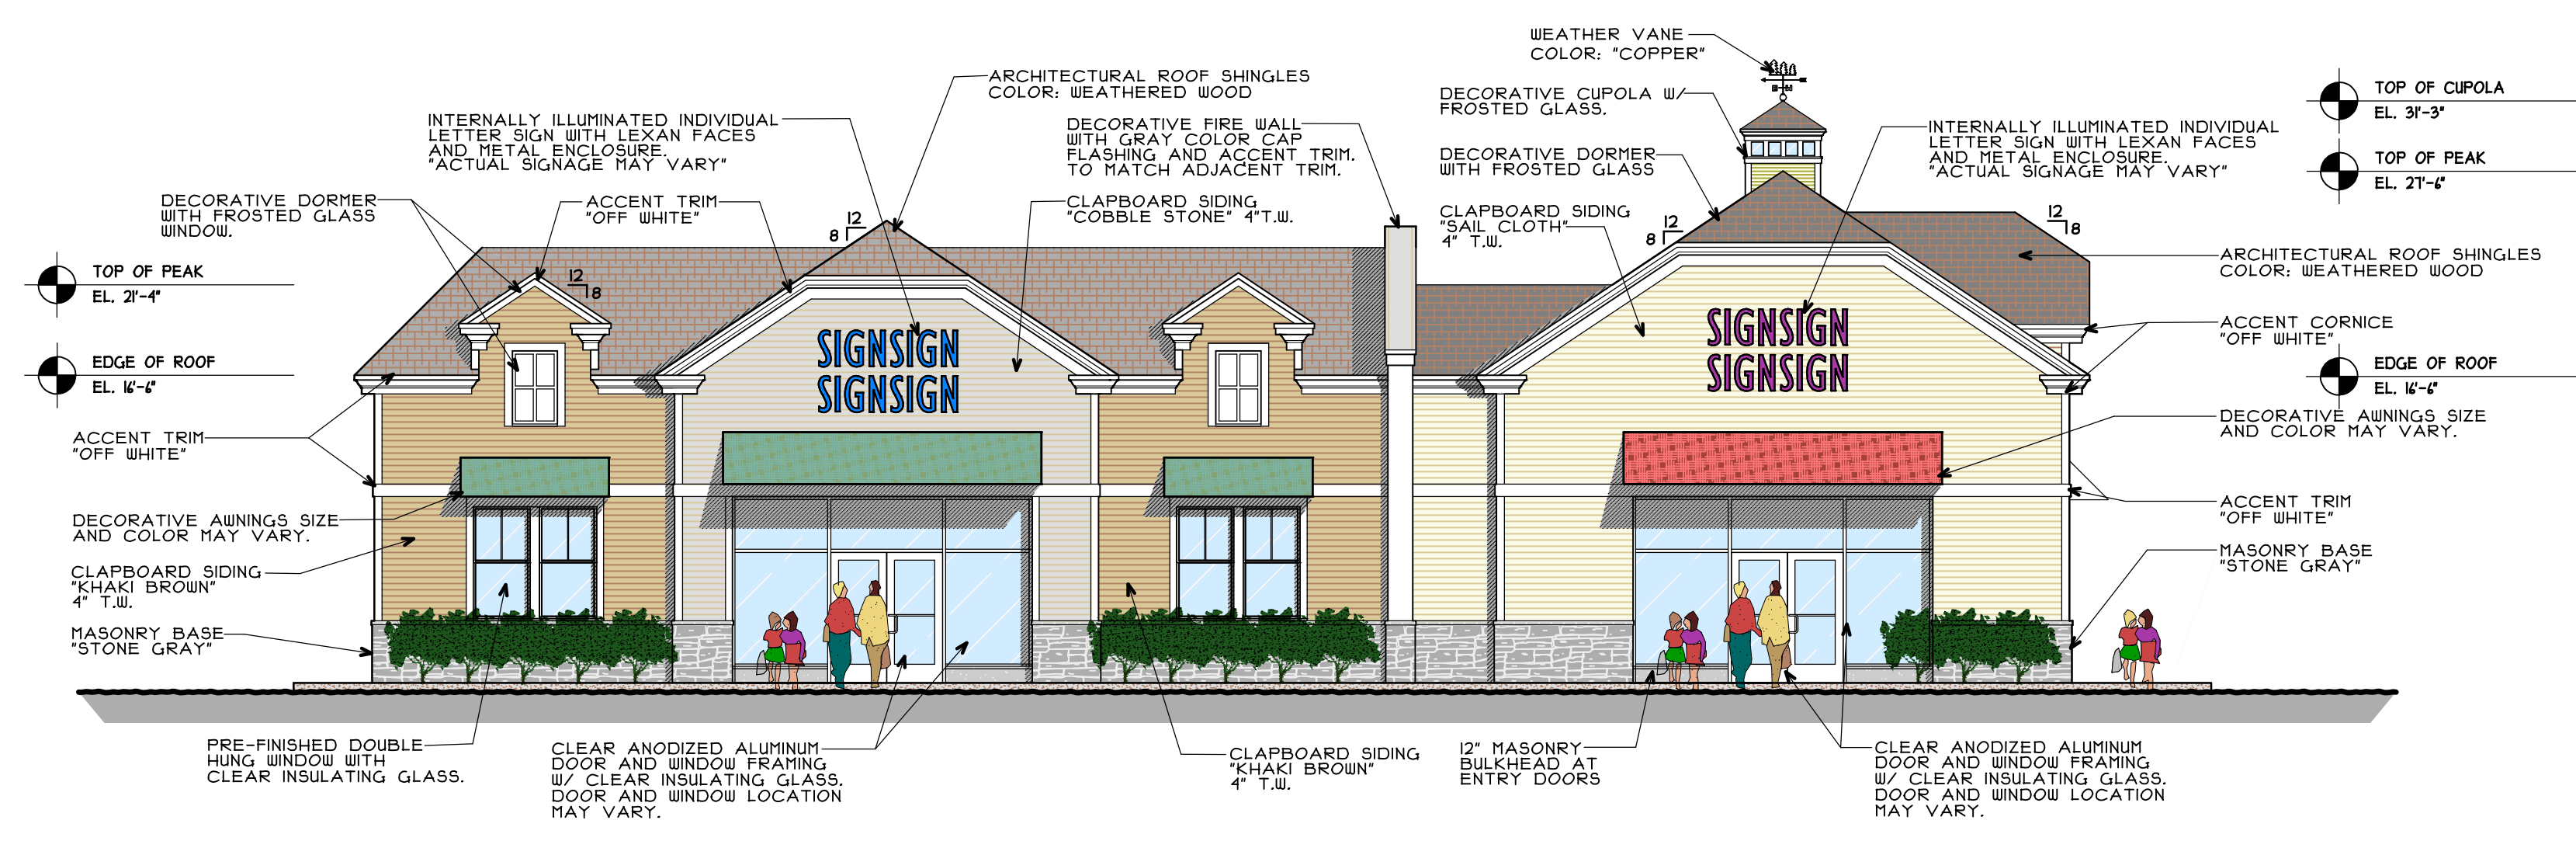 WEATHER VANE
COLOR: "COPPER"
ARCHITECTURAL ROOF SHINGLES
COLOR: WEATHERED WOOD
DECORATIVE CUPOLA W/
FROSTED GLASS.
TOP OF CUPOLA
EL. 31'-3"
INTERNALLY ILLUMINATED INDIVIDUAL
LETTER SIGN WITH LEXAN FACES
AND METAL ENCLOSURE.
"ACTUAL SIGNAGE MAY VARY"
DECORATIVE FIRE WALL
WITH GRAY COLOR CAP
FLASHING AND ACCENT TRIM.
TO MATCH ADJACENT TRIM.
INTERNALLY ILLUMINATED INDIVIDUAL
LETTER SIGN WITH LEXAN FACES
AND METAL ENCLOSURE.
"ACTUAL SIGNAGE MAY VARY"
DECORATIVE DORMER
WITH FROSTED GLASS
TOP OF PEAK
EL. 27'-6"
DECORATIVE DORMER
WITH FROSTED GLASS
WINDOW.
ACCENT TRIM
"OFF WHITE"
CLAPBOARD SIDING
"COBBLE STONE" 4"T.W.
CLAPBOARD SIDING
"SAIL CLOTH"
4" T.W.
12
8
12
8
12
8
ARCHITECTURAL ROOF SHINGLES
COLOR: WEATHERED WOOD
TOP OF PEAK
EL. 21'-4"
12
8
ACCENT CORNICE
"OFF WHITE"
SIGNSIGN
SIGNSIGN
SIGNSIGN
SIGNSIGN
EDGE OF ROOF
EL. 16'-6"
EDGE OF ROOF
EL. 16'-6"
DECORATIVE AWNINGS SIZE
AND COLOR MAY VARY.
ACCENT TRIM
"OFF WHITE"
ACCENT TRIM
"OFF WHITE"
DECORATIVE AWNINGS SIZE
AND COLOR MAY VARY.
MASONRY BASE
"STONE GRAY"
CLAPBOARD SIDING
"KHAKI BROWN"
4" T.W.
MASONRY BASE
"STONE GRAY"
PRE-FINISHED DOUBLE
HUNG WINDOW WITH
CLEAR INSULATING GLASS.
CLEAR ANODIZED ALUMINUM
DOOR AND WINDOW FRAMING
W/ CLEAR INSULATING GLASS.
DOOR AND WINDOW LOCATION
MAY VARY.
CLAPBOARD SIDING
"KHAKI BROWN"
4" T.W.
12" MASONRY
BULKHEAD AT
ENTRY DOORS
CLEAR ANODIZED ALUMINUM
DOOR AND WINDOW FRAMING
W/ CLEAR INSULATING GLASS.
DOOR AND WINDOW LOCATION
MAY VARY.